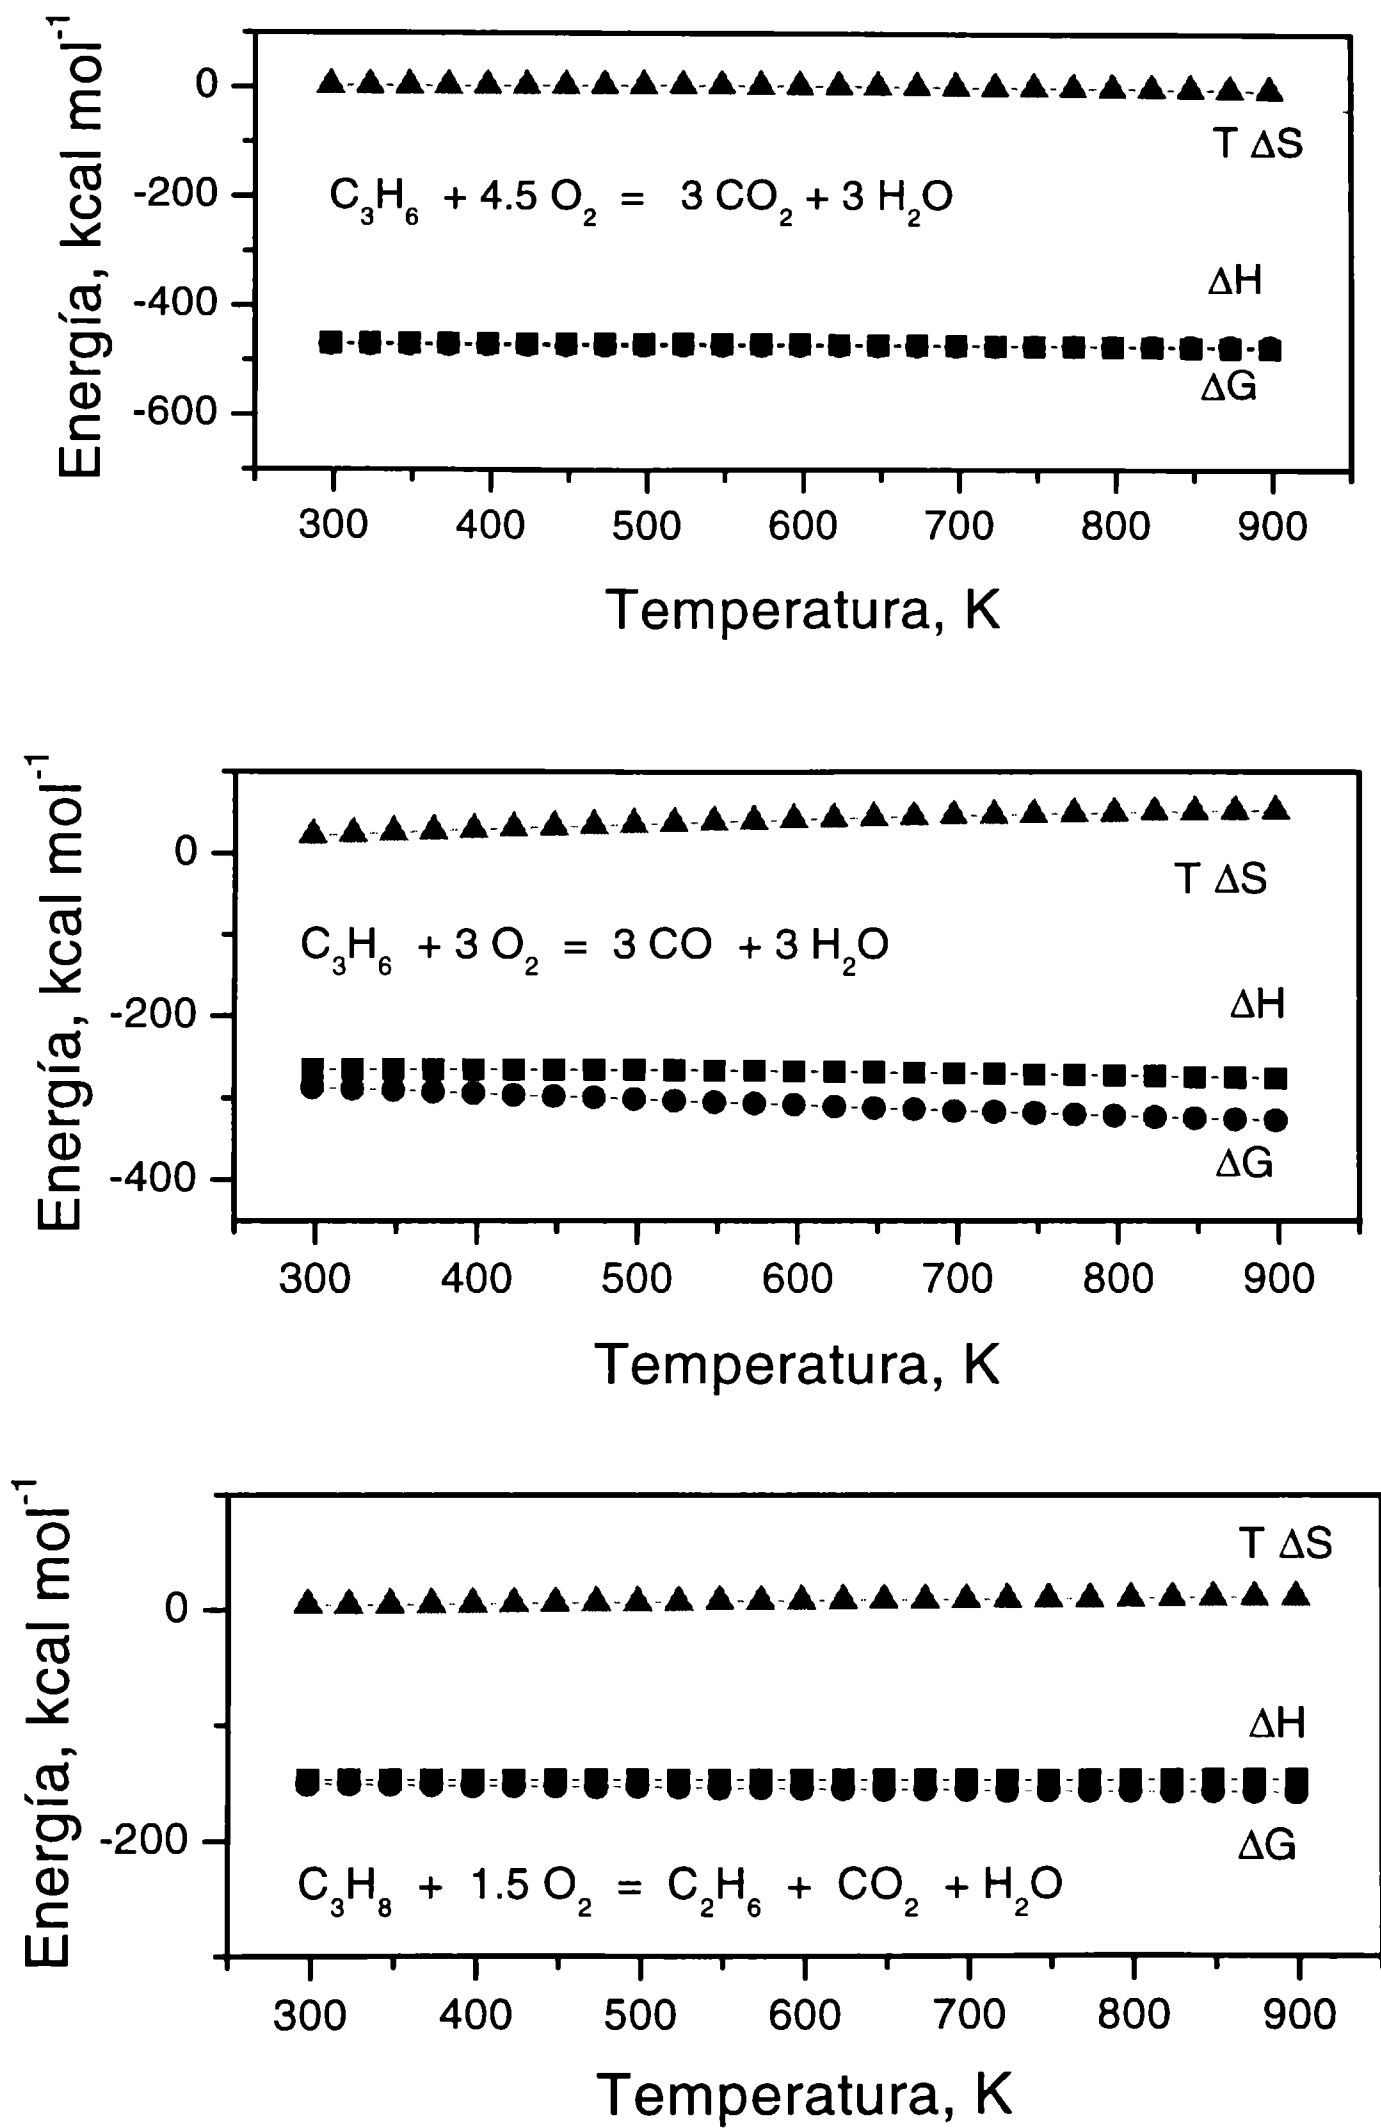 Energía, kcal mol⁻¹
0
-200
-400
-600
T ΔS
C₃H₆ + 4.5 O₂ = 3 CO₂ + 3 H₂O
ΔH
ΔG
300 400 500 600 700 800 900
Temperatura, K
Energía, kcal mol⁻¹
0
-200
-400
T ΔS
C₃H₆ + 3 O₂ = 3 CO + 3 H₂O
ΔH
ΔG
300 400 500 600 700 800 900
Temperatura, K
Energía, kcal mol⁻¹
0
-200
T ΔS
ΔH
ΔG
C₃H₈ + 1.5 O₂ = C₂H₆ + CO₂ + H₂O
300 400 500 600 700 800 900
Temperatura, K